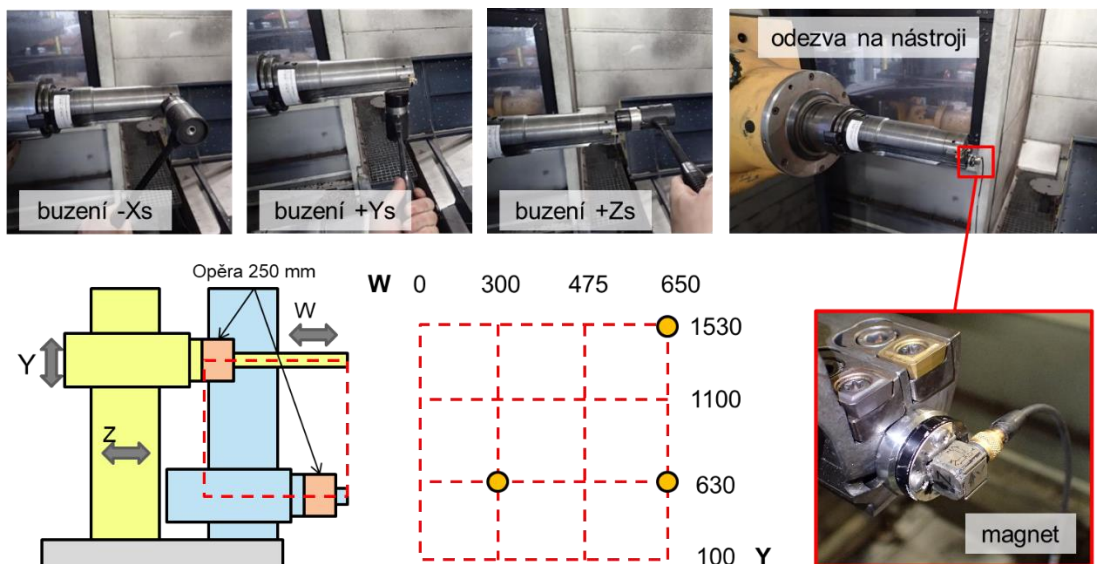 odezva na nástroji
buzení -Xs
buzení +Ys
buzení +Zs
Opěra 250 mm
W
Y
Z
W 0 300 475 650
1530
1100
630
100 Y
magnet